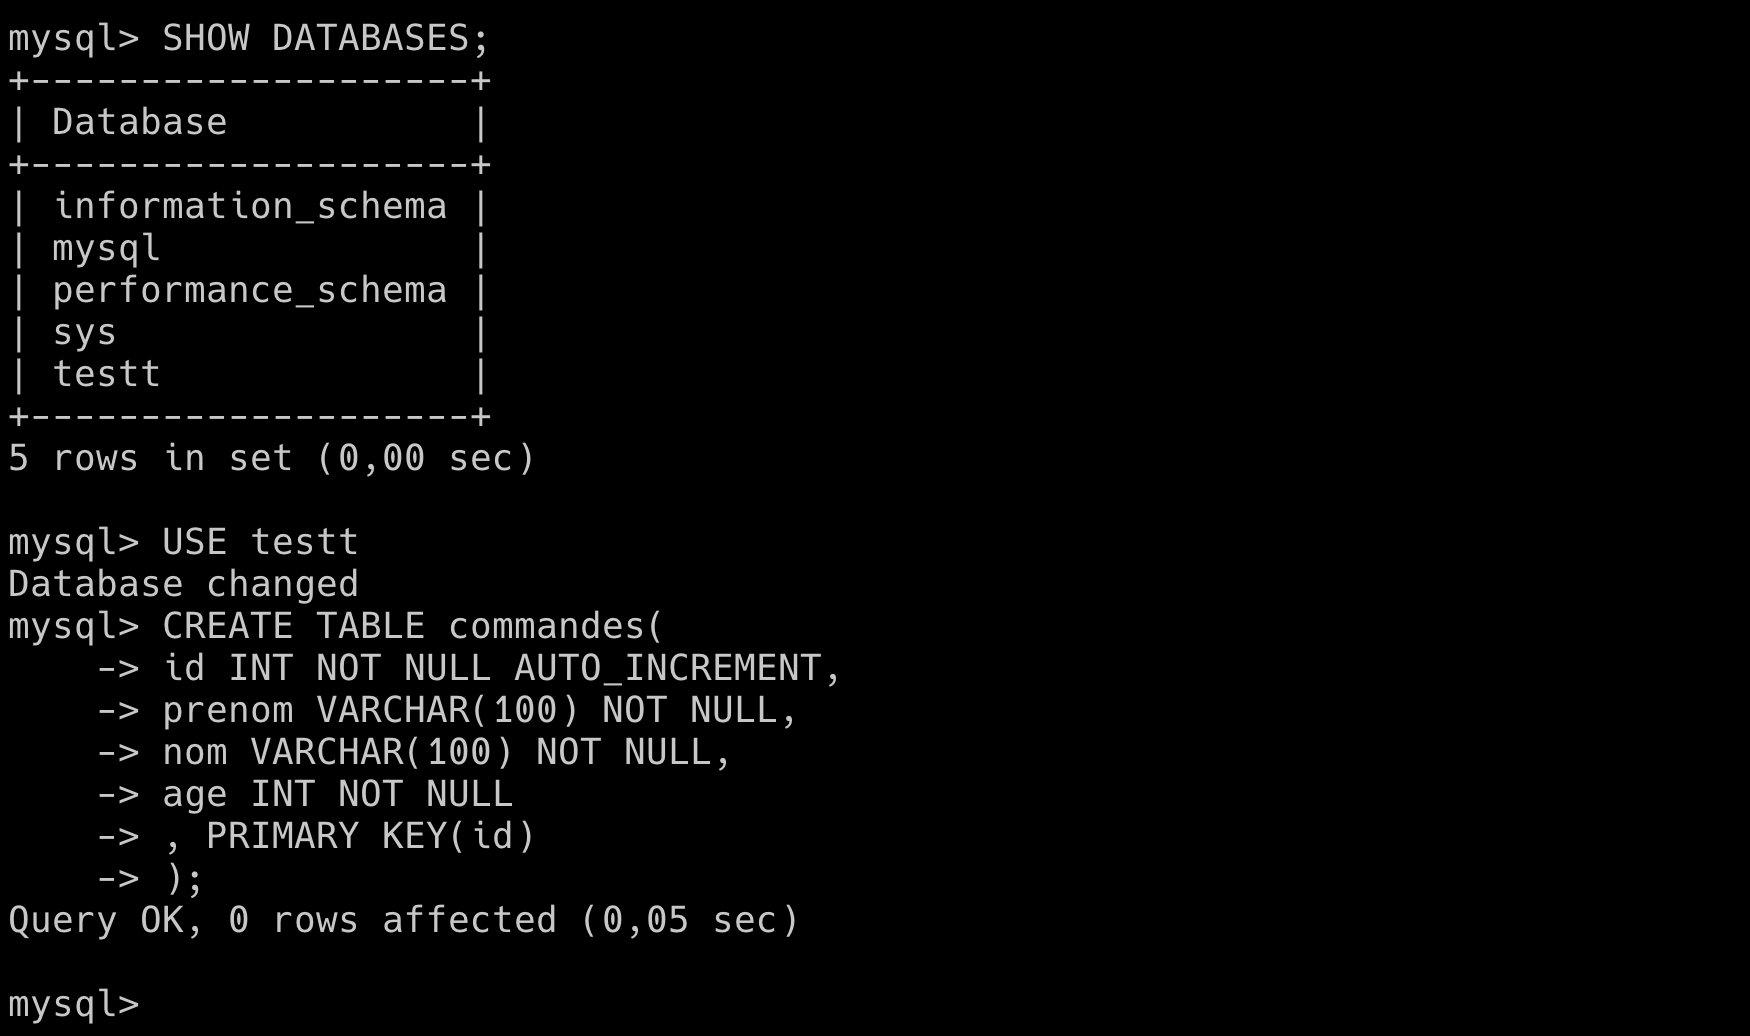 mysql> SHOW DATABASES;
+--------------------+
| Database           |
+--------------------+
| information_schema |
| mysql              |
| performance_schema |
| sys                |
| testt              |
+--------------------+
5 rows in set (0,00 sec)

mysql> USE testt
Database changed
mysql> CREATE TABLE commandes(
    -> id INT NOT NULL AUTO_INCREMENT,
    -> prenom VARCHAR(100) NOT NULL,
    -> nom VARCHAR(100) NOT NULL,
    -> age INT NOT NULL
    -> , PRIMARY KEY(id)
    -> );
Query OK, 0 rows affected (0,05 sec)

mysql>